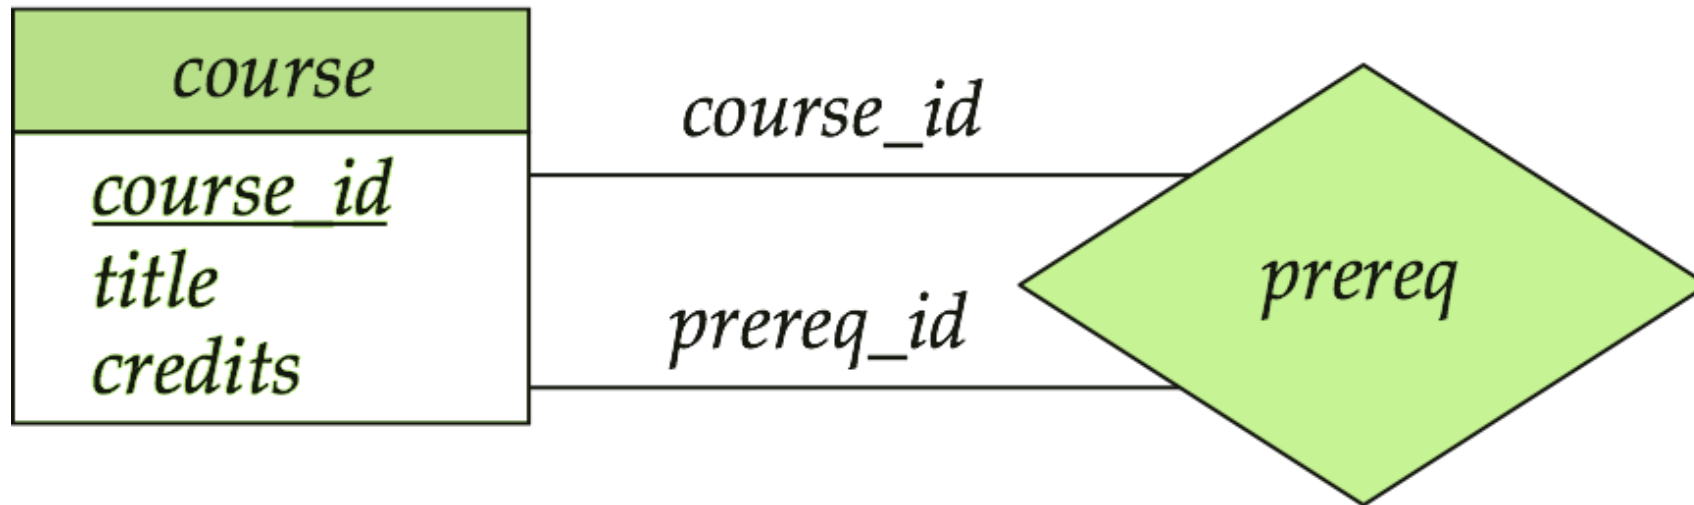 course
course_id
title
credits
course_id
prereq_id
prereq